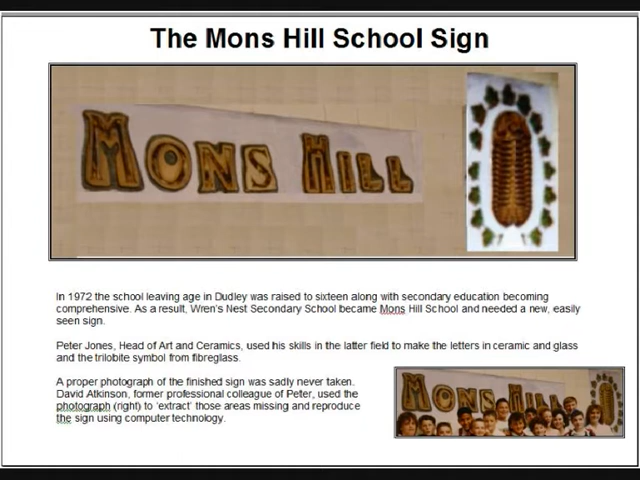 The Mons Hill School Sign
MONS HILL
In 1972 the school leaving age in Dudley was raised to sixteen along with secondary education becoming
comprehensive. As a result, Wren's Nest Secondary School became Mons Hill School and needed a new, easily
seen sign.
Peter Jones, Head of Art and Ceramics, used his skills in the latter field to make the letters in ceramic and glass
and the trilobite symbol from fibreglass.
A proper photograph of the finished sign was sadly never taken.
David Atkinson, former professional colleague of Peter, used the
photograph (right) to 'extract' those areas missing and reproduce
the sign using computer technology.
MONS HILL